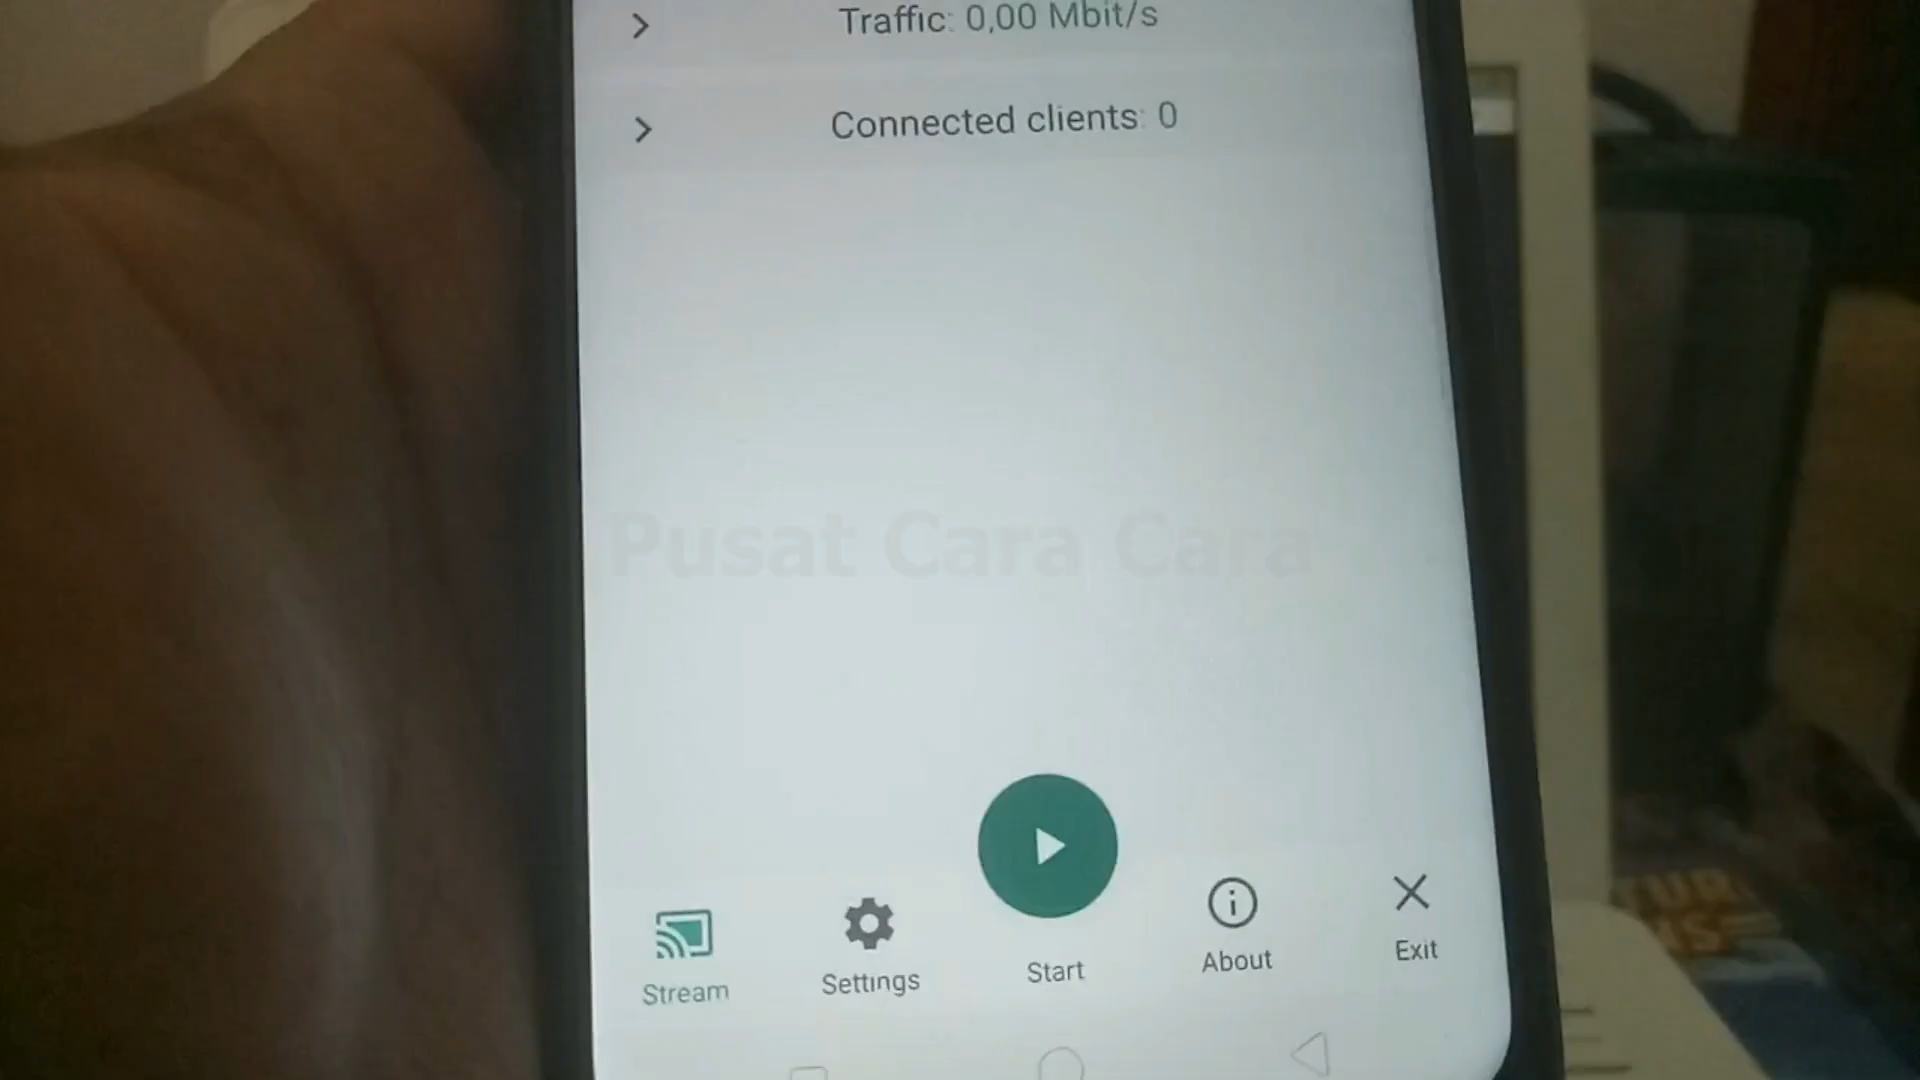 Traffic: 0,00 Mbit/s
Connected clients: 0
Pusat Cara Cara
Stream
Settings
Start
About
Exit